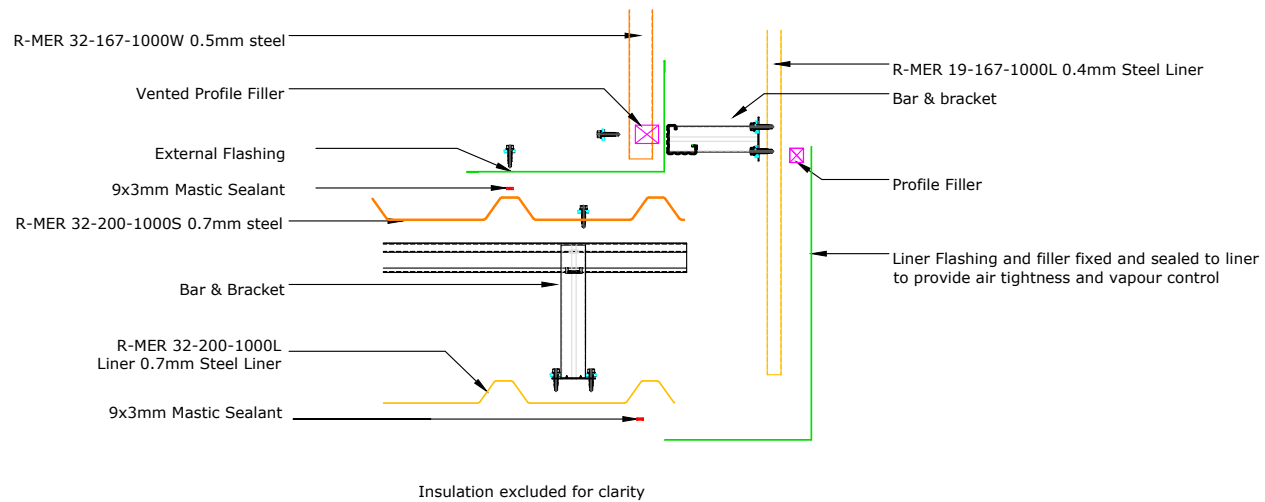 R-MER 32-167-1000W 0.5mm steel
Vented Profile Filler
External Flashing
9x3mm Mastic Sealant
R-MER 32-200-1000S 0.7mm steel
Bar & Bracket
R-MER 32-200-1000L
Liner 0.7mm Steel Liner
9x3mm Mastic Sealant
R-MER 19-167-1000L 0.4mm Steel Liner
Bar & bracket
Profile Filler
Liner Flashing and filler fixed and sealed to liner
to provide air tightness and vapour control
Insulation excluded for clarity